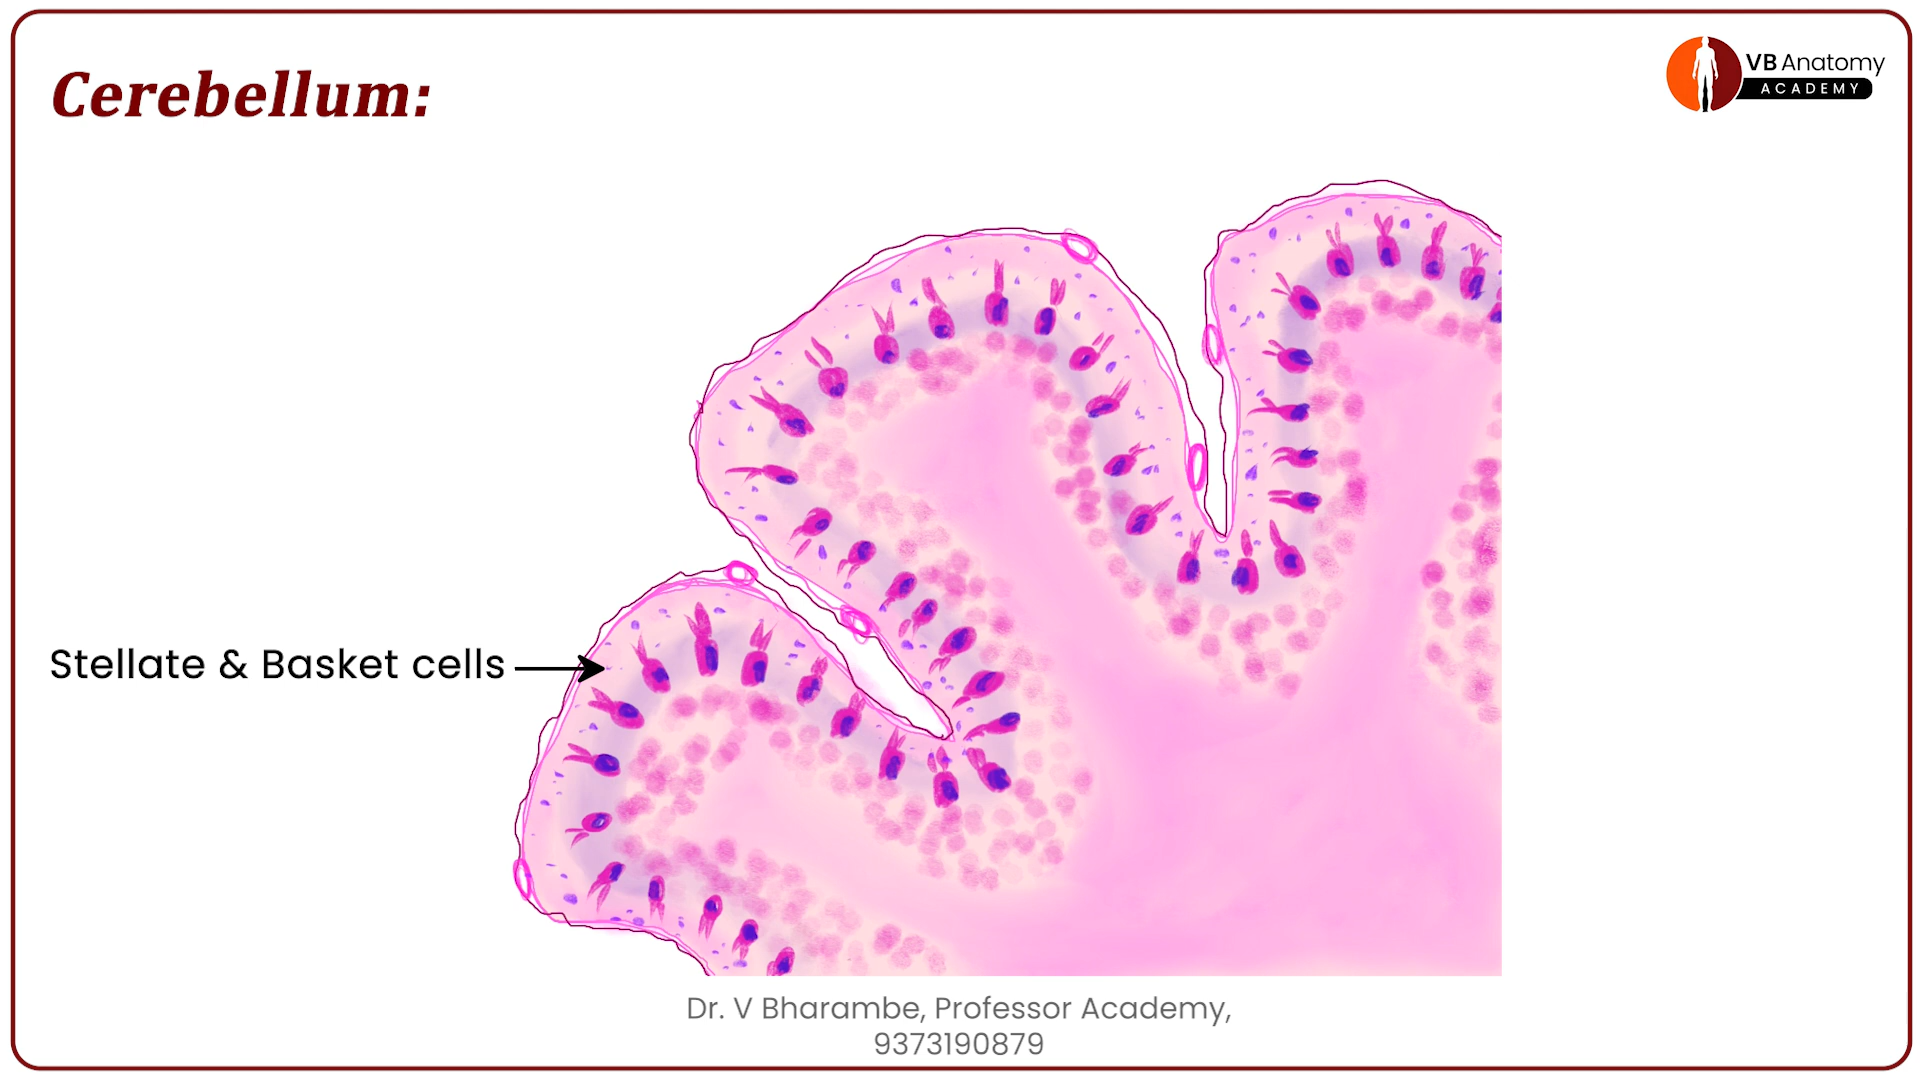 Cerebellum:
VB Anatomy
ACADEMY
Stellate & Basket cells
Dr. V Bharambe, Professor Academy,
9373190879